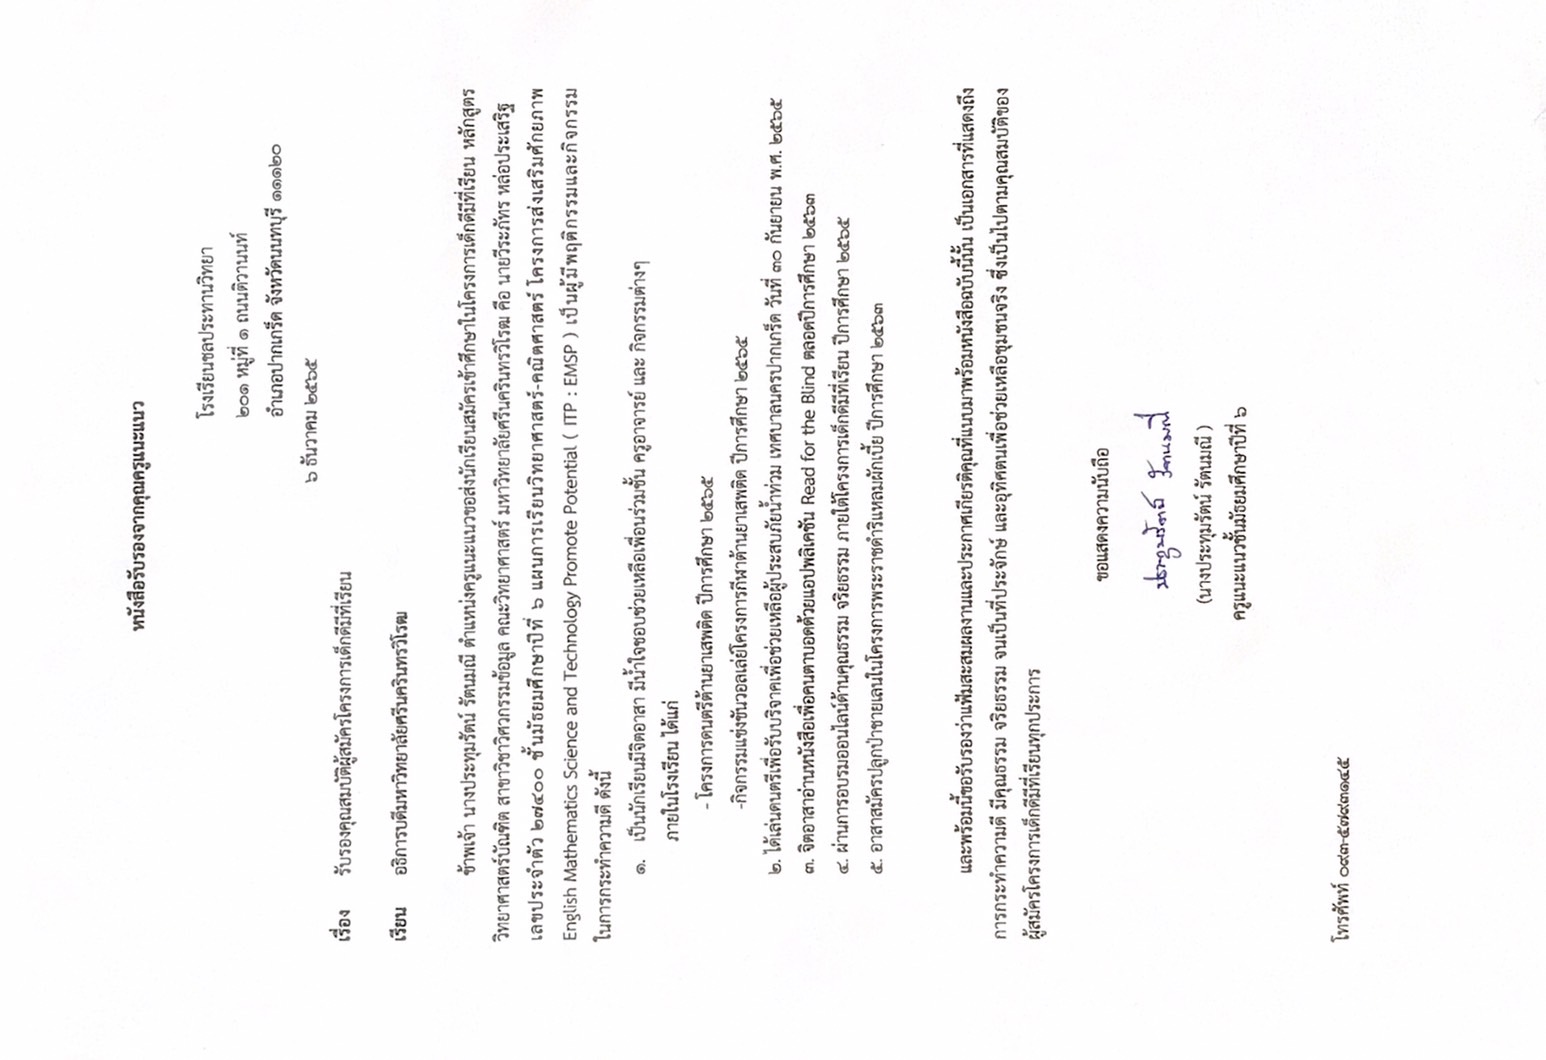 หนังสือรับรองจากคุณครูแนะแนว
โรงเรียนชลประทานวิทยา
๒๐๑ หมู่ที่ ๑ ถนนติวานนท์
อำเภอปากเกร็ด จังหวัดนนทบุรี ๑๑๑๒๐
๖ ธันวาคม ๒๕๖๕
เรื่อง รับรองคุณสมบัติผู้สมัครโครงการเด็กดีมีที่เรียน
เรียน อธิการบดีมหาวิทยาลัยศรีนครินทรวิโรฒ
ข้าพเจ้า นางประทุมรัตน์ รัตนมณี ตำแหน่งครูแนะแนวขอส่งนักเรียนสมัครเข้าศึกษาในโครงการเด็กดีมีที่เรียน หลักสูตร
วิทยาศาสตร์บัณฑิต สาขาวิชาวิศวกรรมข้อมูล คณะวิทยาศาสตร์ มหาวิทยาลัยศรีนครินทรวิโรฒ คือ นายวีระภัทร หล่อประเสริฐ
เลขประจำตัว ๒๗๔๐๐ ชั้นมัธยมศึกษาปีที่ ๖ แผนการเรียนวิทยาศาสตร์-คณิตศาสตร์ โครงการส่งเสริมศักยภาพ
English Mathematics Science and Technology Promote Potential ( ITP : EMSP ) เป็นผู้มีพฤติกรรมและกิจกรรม
ในการกระทำความดี ดังนี้
๑. เป็นนักเรียนมีจิตอาสา มีน้ำใจชอบช่วยเหลือเพื่อนร่วมชั้น ครูอาจารย์ และ กิจกรรมต่างๆ
ภายในโรงเรียน ได้แก่
- โครงการดนตรีต้านยาเสพติด ปีการศึกษา ๒๕๖๕
-กิจกรรมแข่งขันวอลเล่ย์โครงการกีฬาต้านยาเสพติด ปีการศึกษา ๒๕๖๕
๒. ได้เล่นดนตรีเพื่อรับบริจาคเพื่อช่วยเหลือผู้ประสบภัยน้ำท่วม เทศบาลนครปากเกร็ด วันที่ ๓๐ กันยายน พ.ศ. ๒๕๖๕
๓. จิตอาสาอ่านหนังสือเพื่อคนตาบอดด้วยแอปพลิเคชัน Read for the Blind ตลอดปีการศึกษา ๒๕๖๓
๔. ผ่านการอบรมออนไลน์ด้านคุณธรรม จริยธรรม ภายใต้โครงการเด็กดีมีที่เรียน ปีการศึกษา ๒๕๖๕
๕. อาสาสมัครปลูกป่าชายเลนในโครงการพระราชดำริแหลมผักเบี้ย ปีการศึกษา ๒๕๖๓
และพร้อมนี้ขอรับรองว่าแฟ้มสะสมผลงานและประกาศเกียรติคุณที่แนบมาพร้อมหนังสือฉบับนี้นั้น เป็นเอกสารที่แสดงถึง
การกระทำความดี มีคุณธรรม จริยธรรม จนเป็นที่ประจักษ์ และอุทิศตนเพื่อช่วยเหลือชุมชนจริง ซึ่งเป็นไปตามคุณสมบัติของ
ผู้สมัครโครงการเด็กดีมีที่เรียนทุกประการ
ขอแสดงความนับถือ
ประทุมรัตน์ รัตนมณี
(นางประทุมรัตน์ รัตนมณี )
ครูแนะแนวชั้นมัธยมศึกษาปีที่ ๖
โทรศัพท์ ๐๙๓-๕๗๙๓๑๔๕